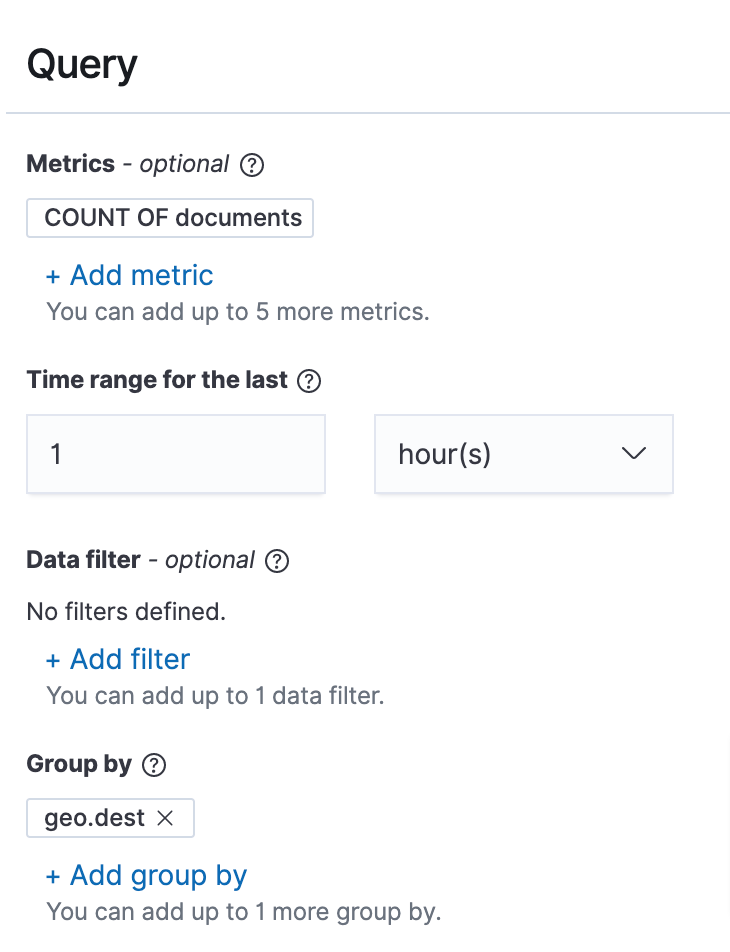 Query
Metrics - optional ?
COUNT OF documents
+ Add metric
You can add up to 5 more metrics.
Time range for the last ?
1 hour(s)
Data filter - optional ?
No filters defined.
+ Add filter
You can add up to 1 data filter.
Group by ?
geo.dest ×
+ Add group by
You can add up to 1 more group by.